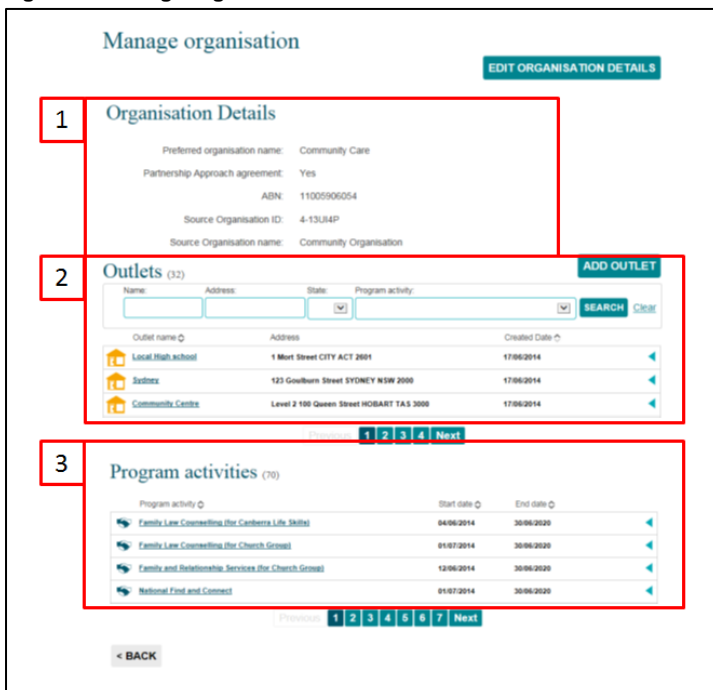 Manage organisation
EDIT ORGANISATION DETAILS
1
Organisation Details
Preferred organisation name: Community Care
Partnership Approach agreement: Yes
ABN: 11005906054
Source Organisation ID: 4-13UI4P
Source Organisation name: Community Organisation
2
Outlets (32)
ADD OUTLET
Name: Address: State: Program activity:
SEARCH Clear
Outlet name Address Created Date
Local High school 1 Mort Street CITY ACT 2601 17/06/2014
Sydney 123 Goulburn Street SYDNEY NSW 2000 17/06/2014
Community Centre Level 2 100 Queen Street HOBART TAS 3000 17/06/2014
Previous 1 2 3 4 Next
3
Program activities (70)
Program activity Start date End date
Family Law Counselling (for Canberra Life Skills) 04/06/2014 30/06/2020
Family Law Counselling (for Church Group) 01/07/2014 30/06/2020
Family and Relationship Services (for Church Group) 12/06/2014 30/06/2020
National Find and Connect 01/07/2014 30/06/2020
Previous 1 2 3 4 5 6 7 Next
< BACK